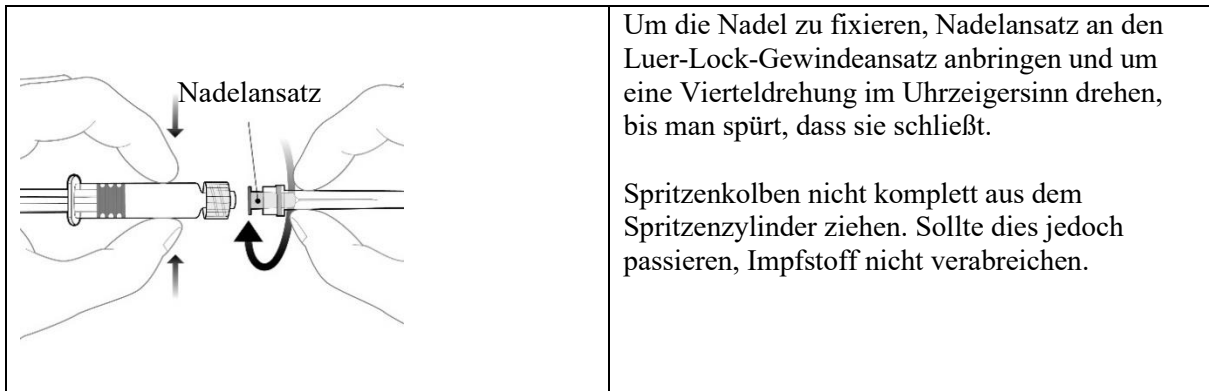 Nadelansatz
Um die Nadel zu fixieren, Nadelansatz an den
Luer-Lock-Gewindeansatz anbringen und um
eine Vierteldrehung im Uhrzeigersinn drehen,
bis man spürt, dass sie schließt.
Spritzenkolben nicht komplett aus dem
Spritzenzylinder ziehen. Sollte dies jedoch
passieren, Impfstoff nicht verabreichen.